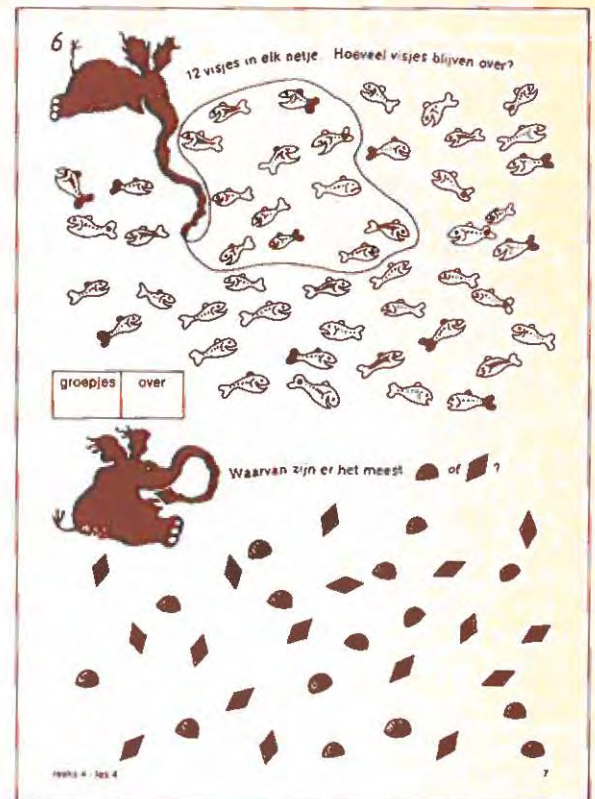 6
12 visjes in elk netje. Hoeveel visjes blijven over?
groepjes over
Waarvan zijn er het meest of ?
reeks 4 - les 4
7